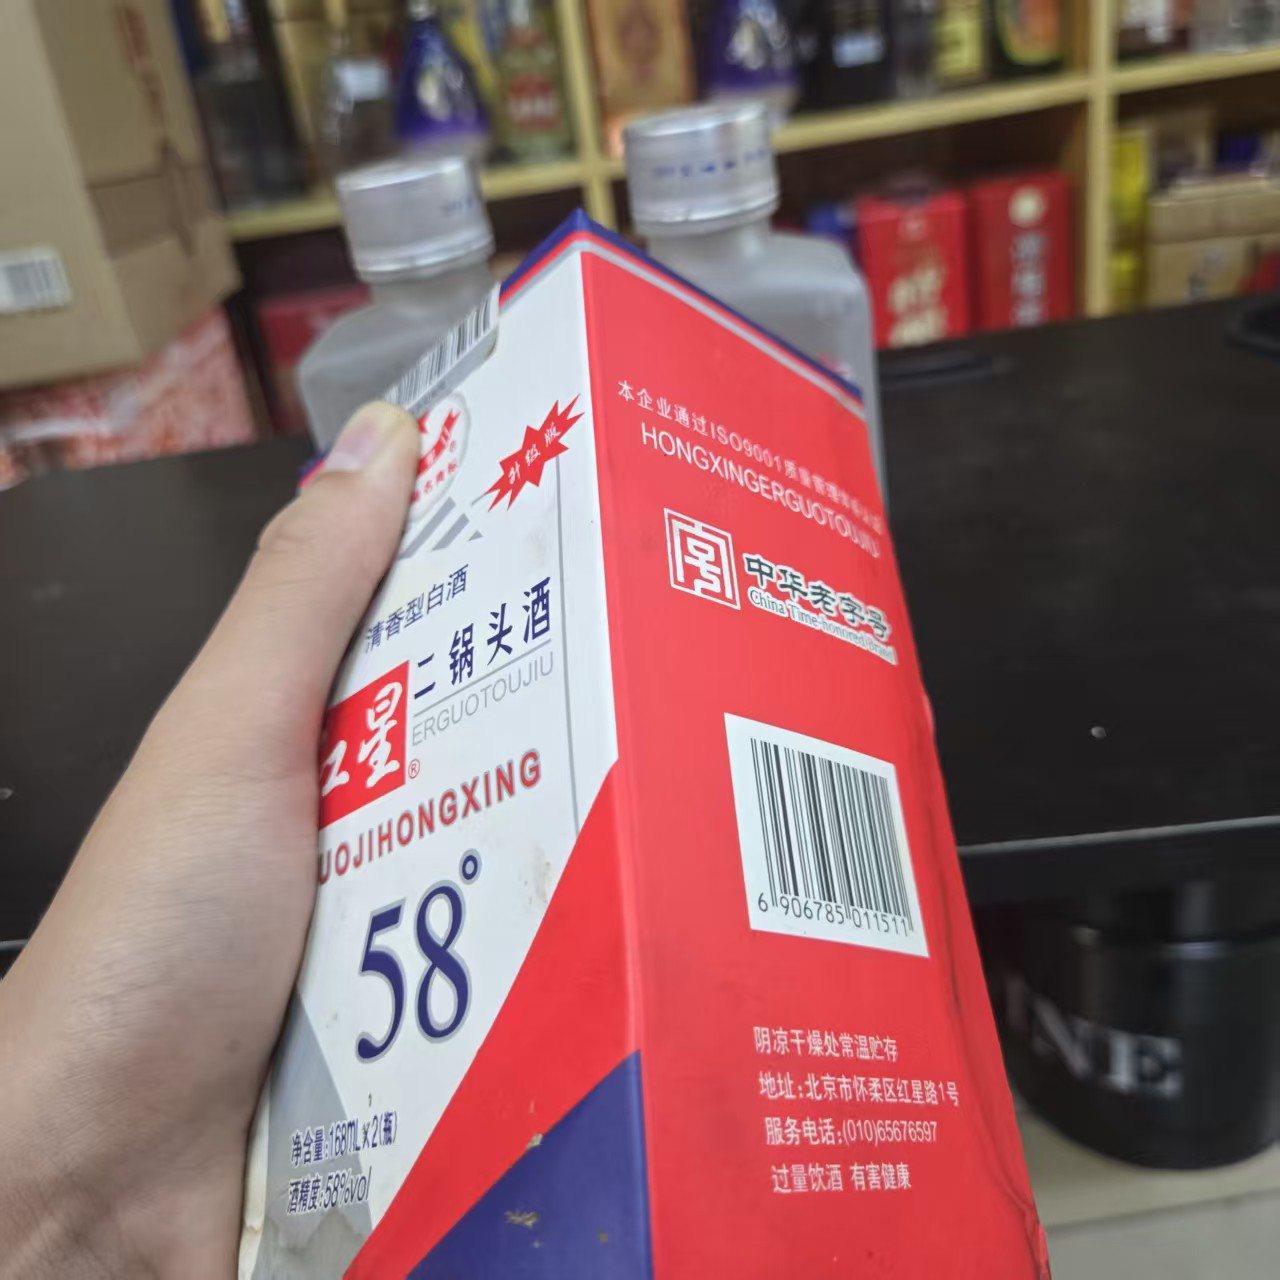 升级版
清香型白酒
二锅头酒
ERGUOTOUJIU
红星®
UOJIHONGXING
58°
净含量:168mL×2(瓶)
酒精度:58%vol
本企业通过ISO9001质量管理体系认证
HONGXINGERGUOTOUJIU
中华老字号
China Time-honored Brand
6 906785 011511
阴凉干燥处常温贮存
地址:北京市怀柔区红星路1号
服务电话:(010)65676597
过量饮酒 有害健康
NE